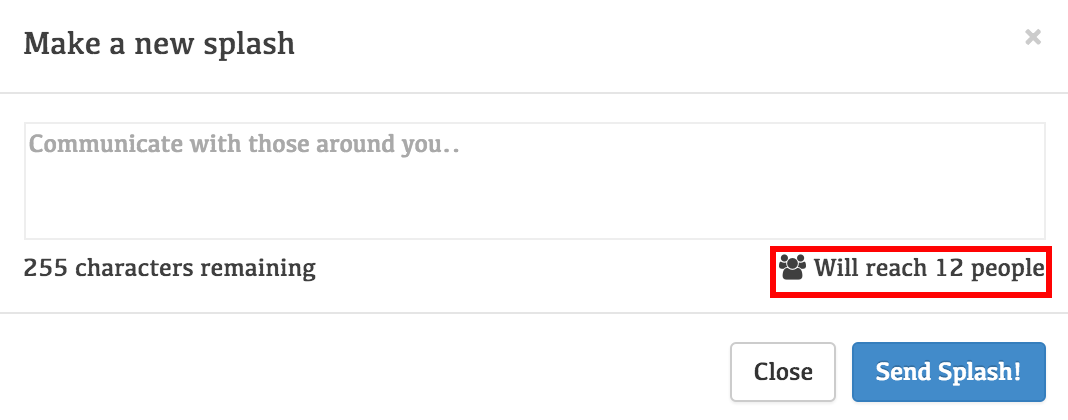 Make a new splash
×
Communicate with those around you..
255 characters remaining
Will reach 12 people
Close
Send Splash!